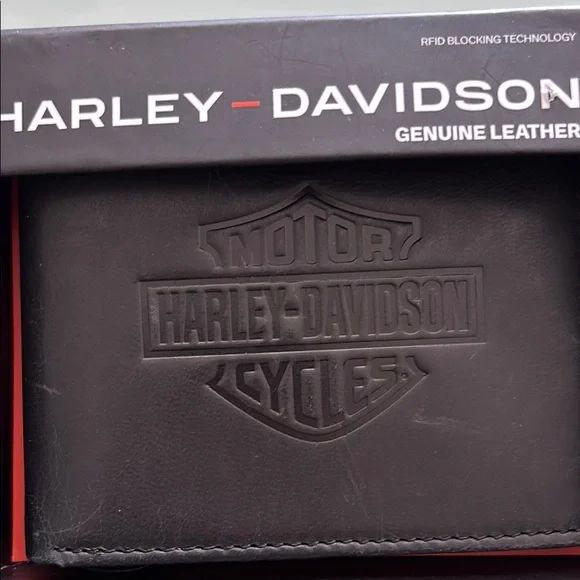 RFID BLOCKING TECHNOLOGY
HARLEY-DAVIDSON
GENUINE LEATHER
MOTOR
HARLEY-DAVIDSON
CYCLES